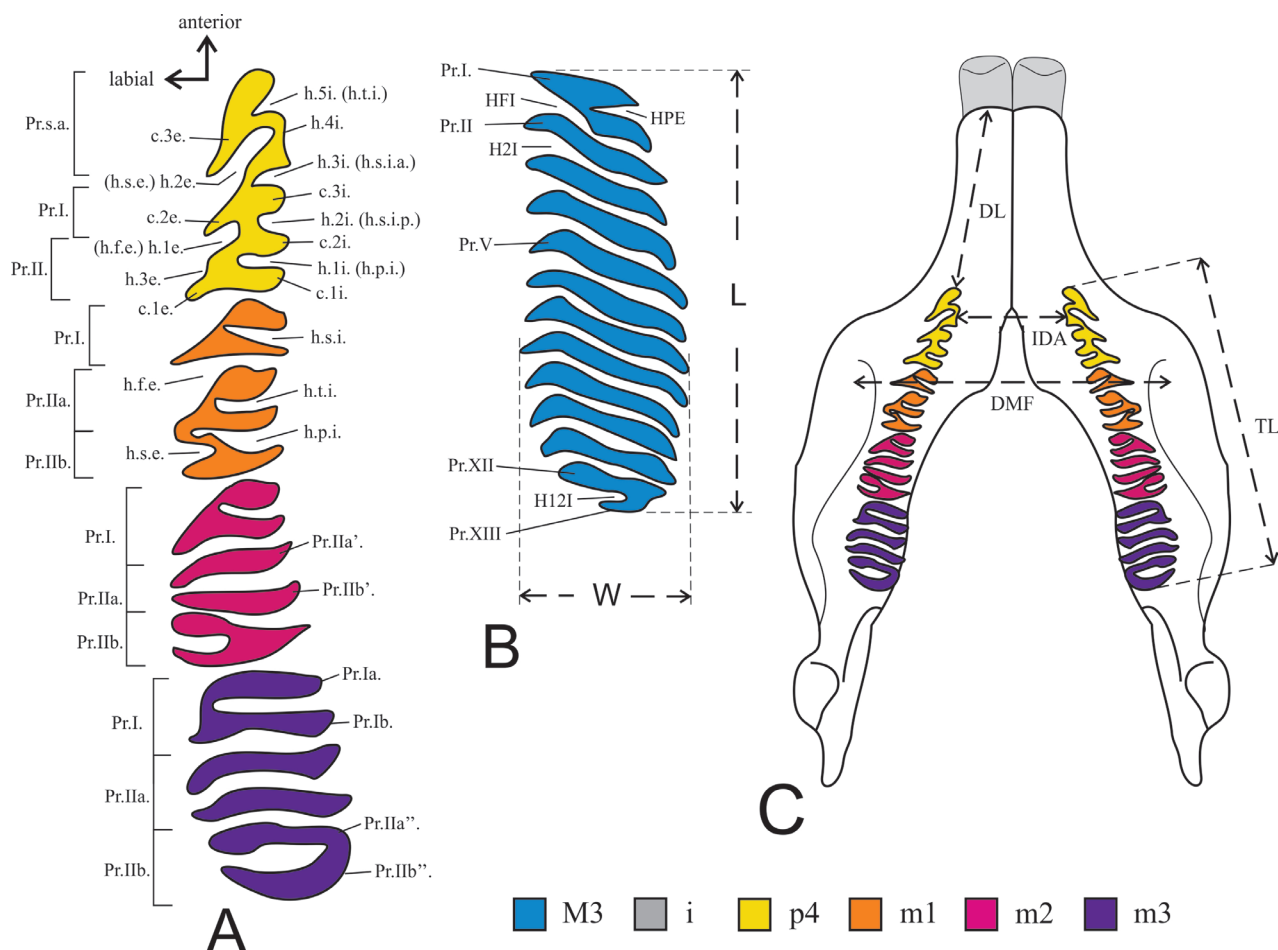 anterior
labial
Pr.s.a.
h.5i. (h.t.i.)
h.4i.
c.3e.
h.3i. (h.s.i.a.)
(h.s.e.) h.2e.
c.3i.
Pr.I.
c.2e.
h.2i. (h.s.i.p.)
(h.f.e.) h.1e.
c.2i.
Pr.II.
h.3e.
h.1i. (h.p.i.)
c.1i.
c.1e.
Pr.I.
h.s.i.
h.f.e.
Pr.IIa.
h.t.i.
h.p.i.
Pr.IIb.
h.s.e.
Pr.I.
Pr.IIa’.
Pr.IIa.
Pr.IIb’.
Pr.IIb.
Pr.Ia.
Pr.I.
Pr.Ib.
Pr.IIa.
Pr.IIa”.
Pr.IIb.
Pr.IIb”.
A
Pr.I.
HFI
HPE
Pr.II
H2I
Pr.V
L
Pr.XII
H12I
Pr.XIII
W
B
DL
IDA
DMF
TL
C
M3 i p4 m1 m2 m3